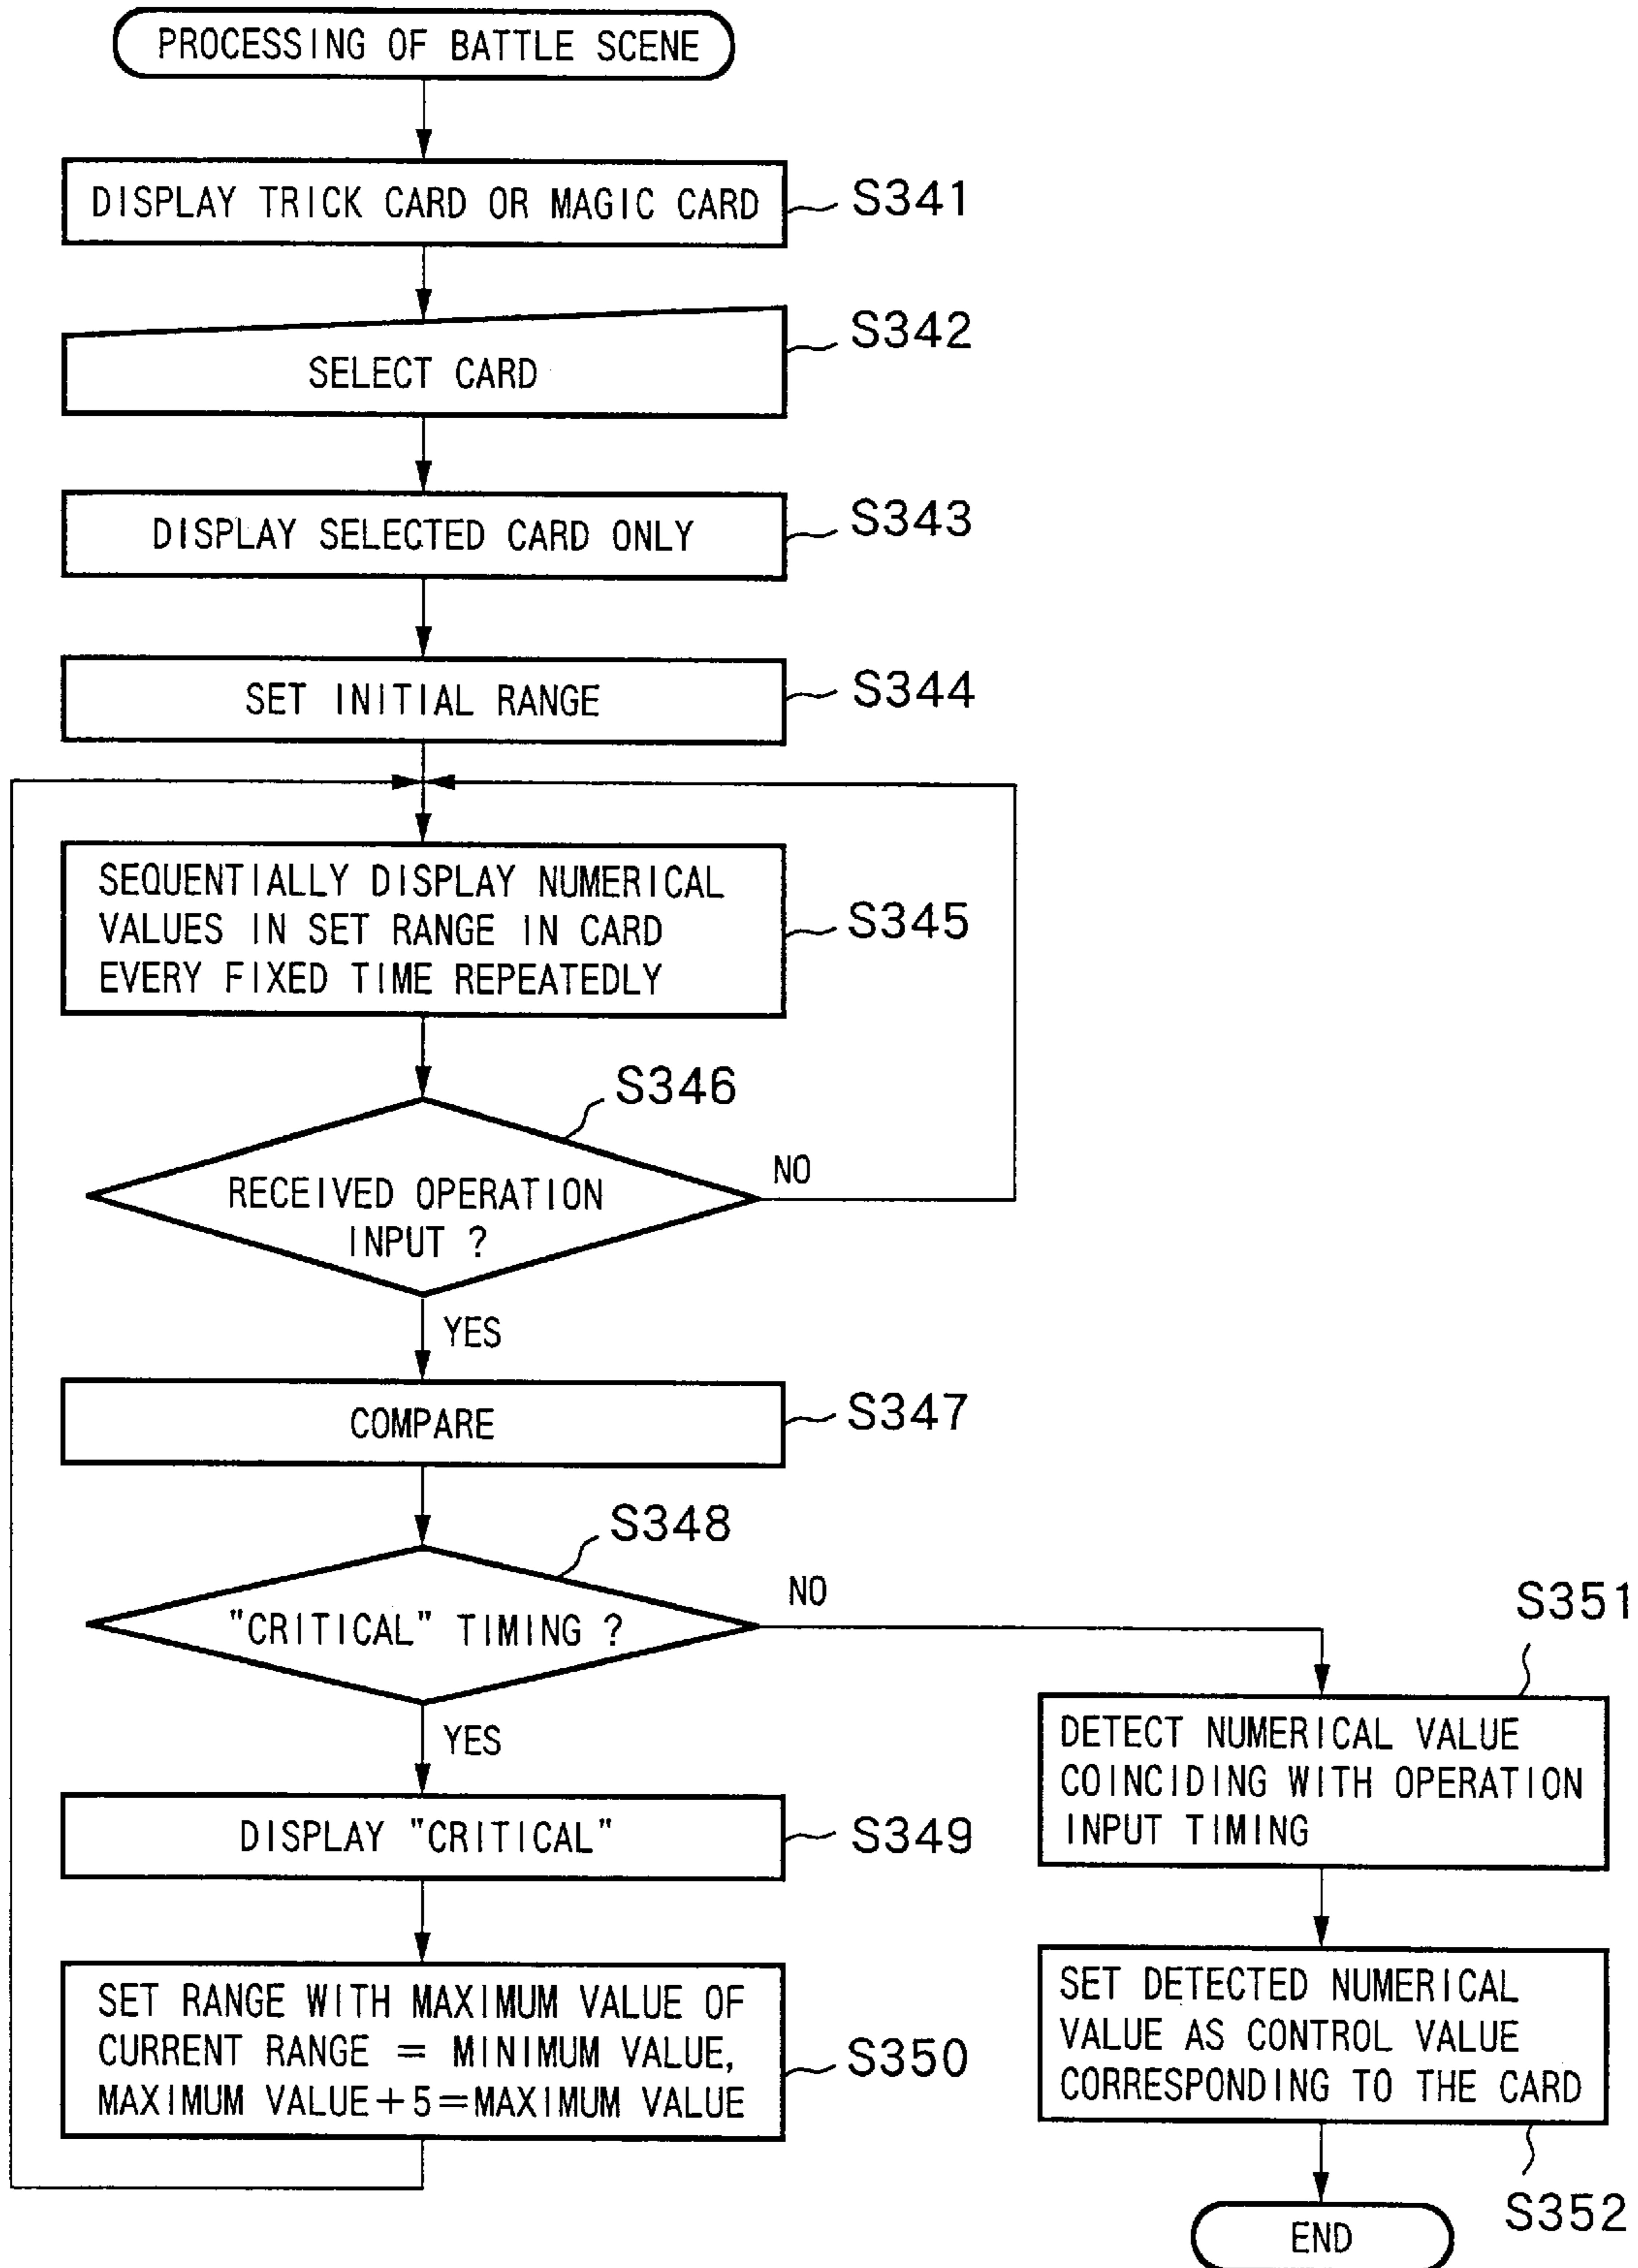 PROCESSING OF BATTLE SCENE
DISPLAY TRICK CARD OR MAGIC CARD
S341
SELECT CARD
S342
DISPLAY SELECTED CARD ONLY
S343
SET INITIAL RANGE
S344
SEQUENTIALLY DISPLAY NUMERICAL
VALUES IN SET RANGE IN CARD
EVERY FIXED TIME REPEATEDLY
S345
S346
RECEIVED OPERATION
INPUT ?
NO
YES
COMPARE
S347
S348
"CRITICAL" TIMING ?
NO
YES
DISPLAY "CRITICAL"
S349
SET RANGE WITH MAXIMUM VALUE OF
CURRENT RANGE = MINIMUM VALUE,
MAXIMUM VALUE+5=MAXIMUM VALUE
S350
S351
DETECT NUMERICAL VALUE
COINCIDING WITH OPERATION
INPUT TIMING
SET DETECTED NUMERICAL
VALUE AS CONTROL VALUE
CORRESPONDING TO THE CARD
S352
END